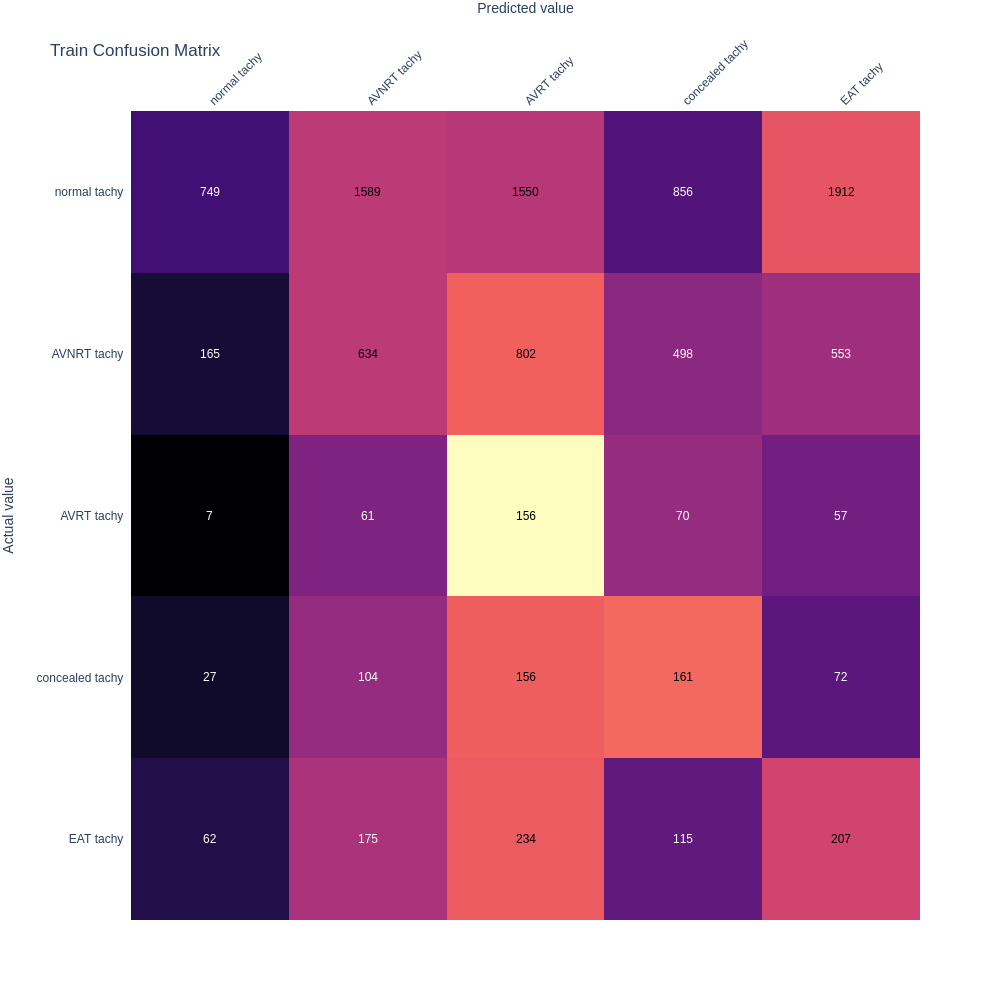 Predicted value
Train Confusion Matrix
normal tachy AVNRT tachy AVRT tachy concealed tachy EAT tachy
normal tachy 749 1589 1550 856 1912
AVNRT tachy 165 634 802 498 553
Actual value
AVRT tachy 7 61 156 70 57
concealed tachy 27 104 156 161 72
EAT tachy 62 175 234 115 207